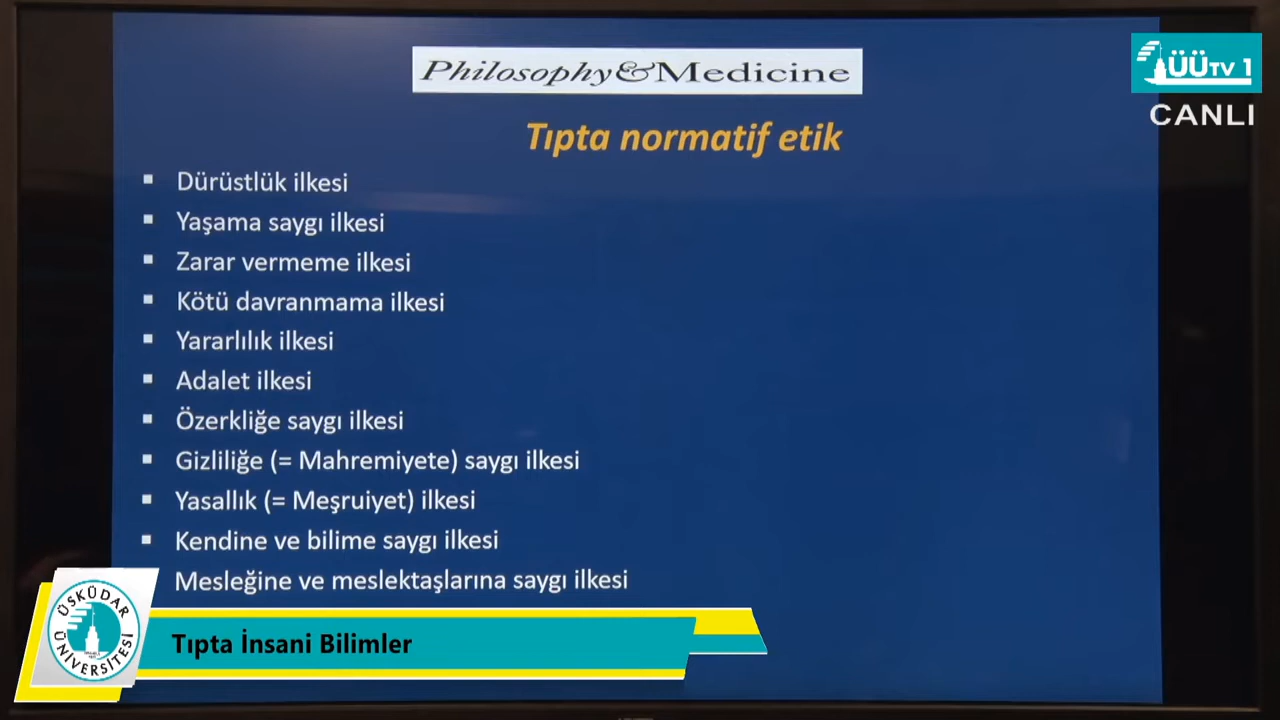 Philosophy&Medicine
ÜÜTV 1
CANLI
Tıpta normatif etik
▪ Dürüstlük ilkesi
▪ Yaşama saygı ilkesi
▪ Zarar vermeme ilkesi
▪ Kötü davranmama ilkesi
▪ Yararlılık ilkesi
▪ Adalet ilkesi
▪ Özerkliğe saygı ilkesi
▪ Gizliliğe (= Mahremiyete) saygı ilkesi
▪ Yasallık (= Meşruiyet) ilkesi
▪ Kendine ve bilime saygı ilkesi
Mesleğine ve meslektaşlarına saygı ilkesi
ÜSKÜDAR
ÜNİVERSİTESİ
Tıpta İnsani Bilimler